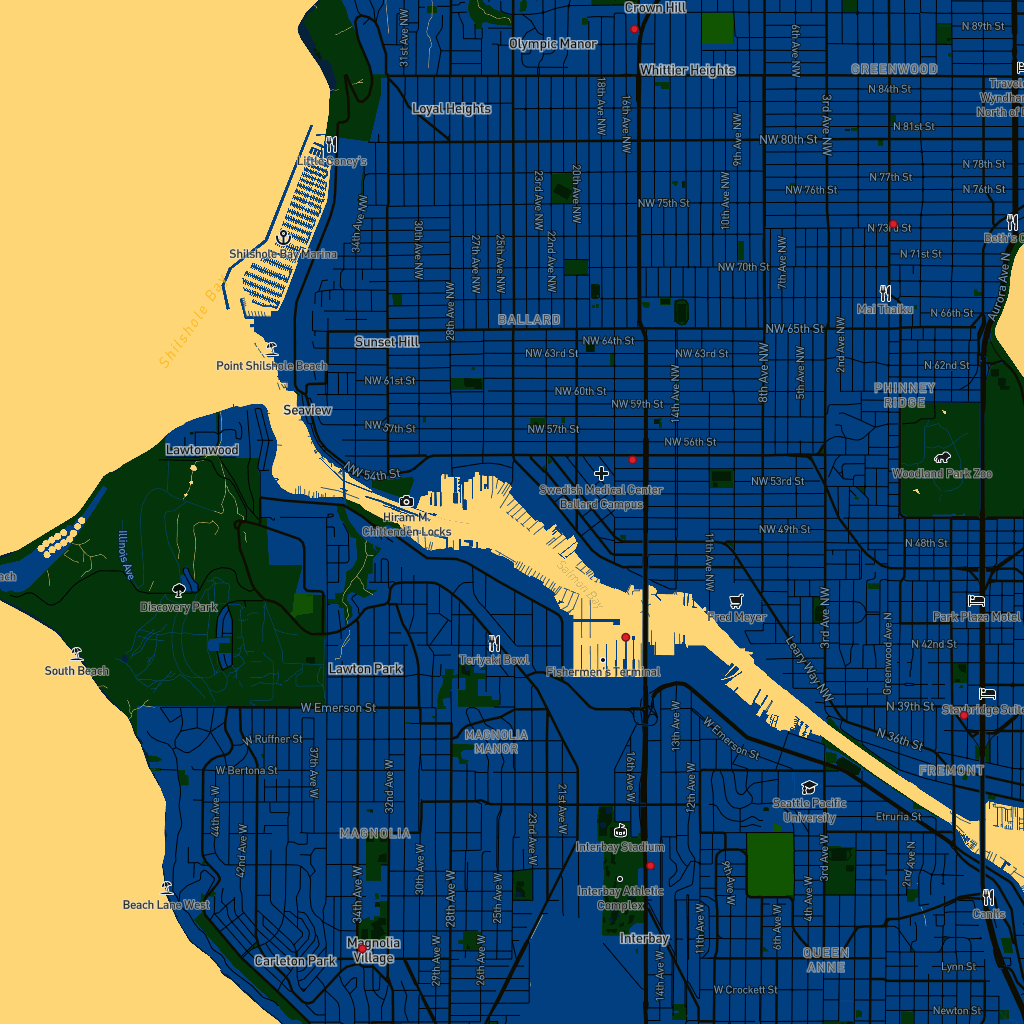 Crown Hill
N 89th St
31st Ave NW
Olympic Manor
6th Ave NW
Whittier Heights
GREENWOOD
N 84th St
18th Ave NW
16th Ave NW
3rd Ave NW
Loyal Heights
N 81st St
9th Ave NW
NW 80th St
Little Coney's
N 78th St
N 77th St
23rd Ave NW
20th Ave NW
10th Ave NW
NW 76th St
N 76th St
NW 75th St
34th Ave NW
30th Ave NW
N 73rd St
27th Ave NW
25th Ave NW
22nd Ave NW
7th Ave NW
Shilshole Bay Marina
N 71st St
NW 70th St
Aurora Ave N
28th Ave NW
Mai Thaiku
N 66th St
BALLARD
NW 65th St
Sunset Hill
NW 64th St
2nd Ave NW
NW 63rd St
NW 63rd St
Point Shilshole Beach
8th Ave NW
5th Ave NW
N 62nd St
NW 61st St
NW 60th St
14th Ave NW
PHINNEY
RIDGE
Seaview
NW 59th St
NW 57th St
NW 57th St
NW 56th St
Lawtonwood
Woodland Park Zoo
NW 54th St
NW 53rd St
Swedish Medical Center
Ballard Campus
Hiram M.
Chittenden Locks
NW 49th St
N 48th St
Illinois Ave
11th Ave NW
Salmon Bay
Discovery Park
Fred Meyer
3rd Ave NW
Park Plaza Motel
Greenwood Ave N
N 42nd St
Teriyaki Bowl
South Beach
Lawton Park
Fishermen's Terminal
Leary Way NW
W Emerson St
N 39th St
13th Ave W
W Emerson St
N 36th St
W Ruffner St
MAGNOLIA
MANOR
W Bertona St
37th Ave W
32nd Ave W
16th Ave W
12th Ave W
FREMONT
Seattle Pacific
University
44th Ave W
21st Ave W
Etruria St
MAGNOLIA
42nd Ave W
23rd Ave W
Interbay Stadium
3rd Ave W
2nd Ave N
30th Ave W
34th Ave W
28th Ave W
25th Ave W
Interbay Athletic
Complex
9th Ave W
4th Ave W
Beach Lane West
Canlis
11th Ave W
6th Ave W
Interbay
Magnolia
Village
29th Ave W
26th Ave W
QUEEN
ANNE
Carleton Park
14th Ave W
Lynn St
W Crockett St
Newton St